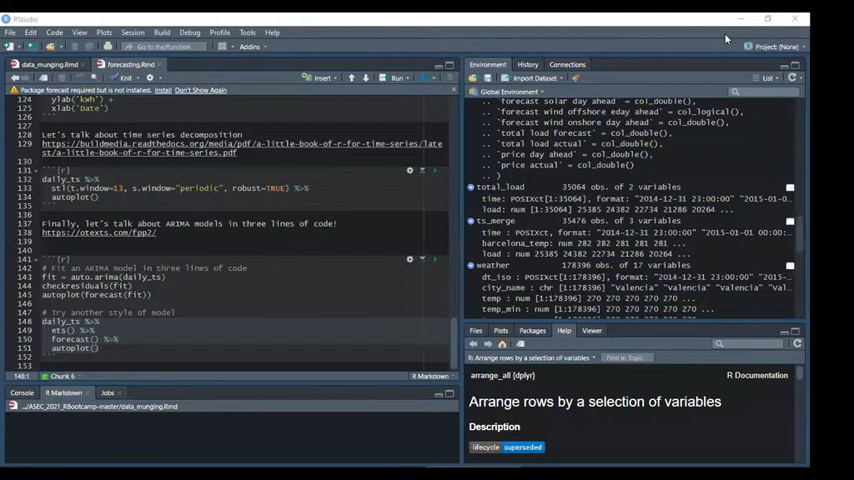 RStudio
File Edit Code View Plots Session Build Debug Profile Tools Help
Go to file/function Addins Project: (None)
data_munging.Rmd forecasting.Rmd
Knit Insert Run
Package forecast required but is not installed. Install Don't Show Again
124 ylab('kWh') +
125 xlab('Date')
126 ```
127
128 Let's talk about time series decomposition
129 https://buildmedia.readthedocs.org/media/pdf/a-little-book-of-r-for-time-series/late
st/a-little-book-of-r-for-time-series.pdf
130
131 ```{r}
132 daily_ts %>%
133 stl(t.window=13, s.window="periodic", robust=TRUE) %>%
134 autoplot()
135 ```
136
137 Finally, let's talk about ARIMA models in three lines of code!
138 https://otexts.com/fpp2/
139
140
141 ```{r}
142 # Fit an ARIMA model in three lines of code
143 fit = auto.arima(daily_ts)
144 checkresiduals(fit)
145 autoplot(forecast(fit))
146
147 # Try another style of model
148 daily_ts %>%
149 ets() %>%
150 forecast() %>%
151 autoplot()
152 ```
153
148:1 Chunk 6 R Markdown
Console R Markdown Jobs
.../ASEC_2021_RBootcamp-master/data_munging.Rmd
Environment History Connections
Import Dataset List
Global Environment
.. `forecast solar day ahead` = col_double(),
.. `forecast wind offshore eday ahead` = col_logical(),
.. `forecast wind onshore day ahead` = col_double(),
.. `total load forecast` = col_double(),
.. `total load actual` = col_double(),
.. `price day ahead` = col_double(),
.. `price actual` = col_double()
.. )
total_load 35064 obs. of 2 variables
time : POSIXct[1:35064], format: "2014-12-31 23:00:00" "2015-01…
load: num [1:35064] 25385 24382 22734 21286 20264 ...
ts_merge 35476 obs. of 3 variables
time : POSIXct, format: "2014-12-31 23:00:00" "2015-01-01 00:00…
barcelona_temp: num 282 282 281 281 281 ...
load : num 25385 24382 22734 21286 20264 ...
weather 178396 obs. of 17 variables
dt_iso : POSIXct[1:178396], format: "2014-12-31 23:00:00" "2015-…
city_name : chr [1:178396] "Valencia" "Valencia" "Valencia" "Va…
temp : num [1:178396] 270 270 270 270 270 ...
temp_min : num [1:178396] 270 270 270 270 270 ...
Files Plots Packages Help Viewer
R: Arrange rows by a selection of variables Find in Topic
arrange_all {dplyr} R Documentation
Arrange rows by a selection of variables
Description
lifecycle superseded